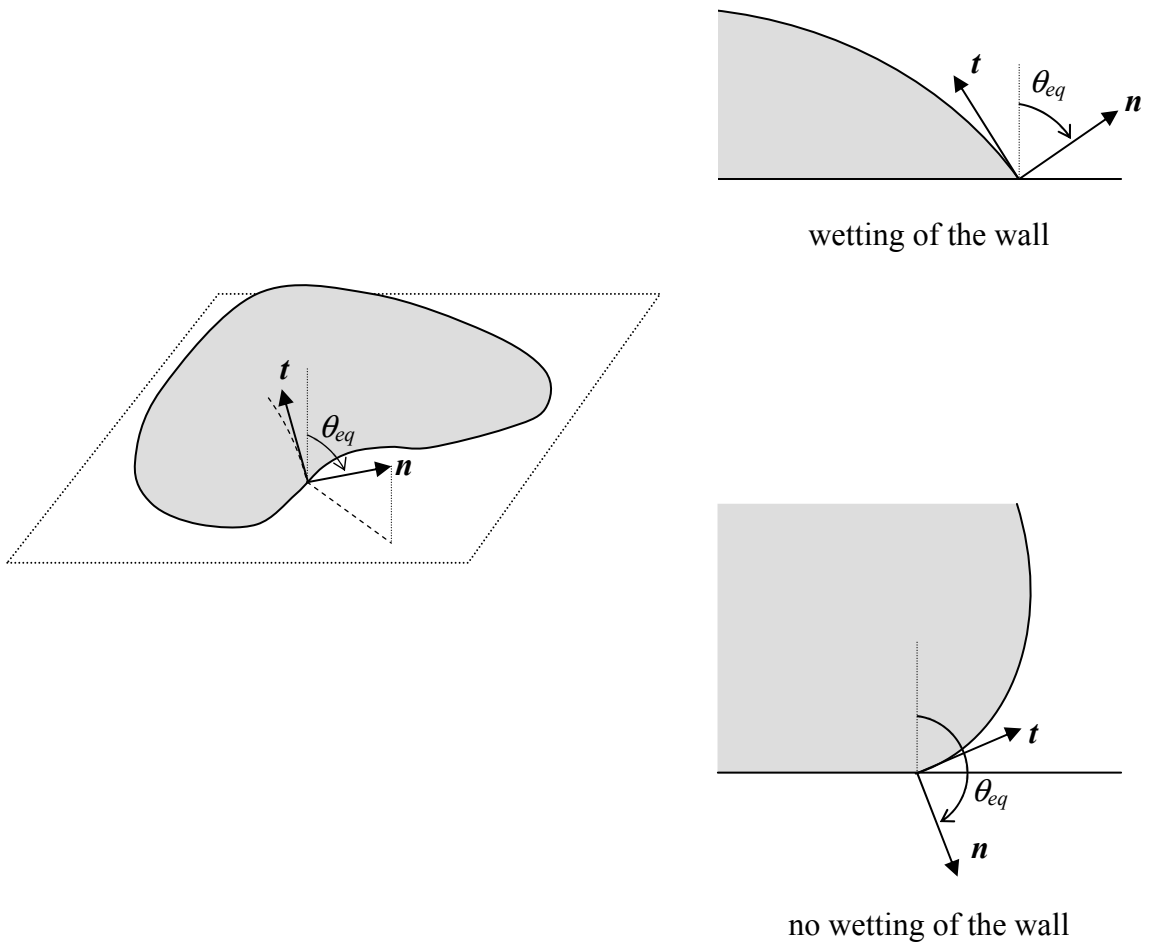 t
θeq
n
wetting of the wall
t
θeq
n
t
θeq
n
no wetting of the wall